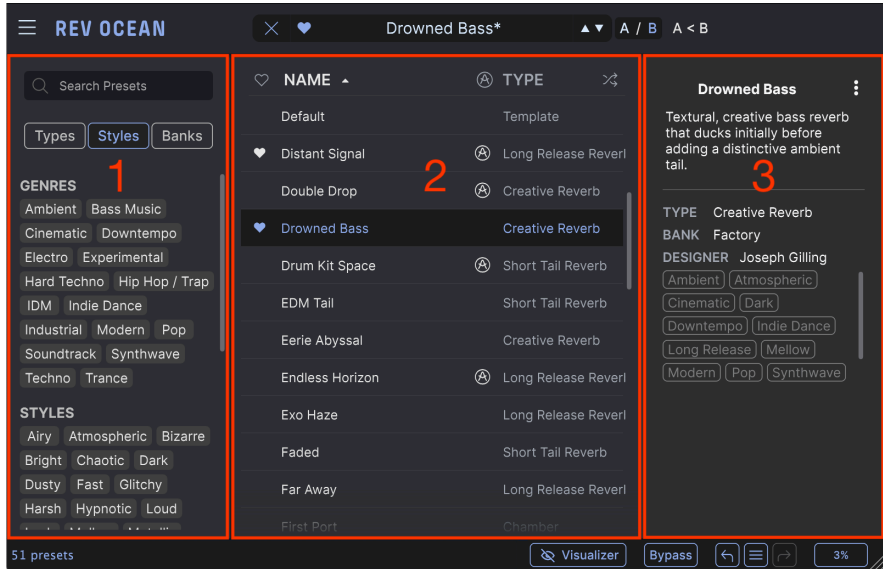 REV OCEAN
Drowned Bass*
▲ ▼
A / B
A < B
Search Presets
Types Styles Banks
1
GENRES
Ambient Bass Music
Cinematic Downtempo
Electro Experimental
Hard Techno Hip Hop / Trap
IDM Indie Dance
Industrial Modern Pop
Soundtrack Synthwave
Techno Trance
STYLES
Airy Atmospheric Bizarre
Bright Chaotic Dark
Dusty Fast Glitchy
Harsh Hypnotic Loud
NAME TYPE
2
Default Template
Distant Signal Long Release Reverl
Double Drop Creative Reverb
Drowned Bass Creative Reverb
Drum Kit Space Short Tail Reverb
EDM Tail Short Tail Reverb
Eerie Abyssal Creative Reverb
Endless Horizon Long Release Reverl
Exo Haze Long Release Reverl
Faded Short Tail Reverb
Far Away Long Release Reverl
First Port Chamber
Drowned Bass
Textural, creative bass reverb
that ducks initially before
adding a distinctive ambient
tail.
3
TYPE Creative Reverb
BANK Factory
DESIGNER Joseph Gilling
Ambient Atmospheric
Cinematic Dark
Downtempo Indie Dance
Long Release Mellow
Modern Pop Synthwave
51 presets
Visualizer
Bypass
3%